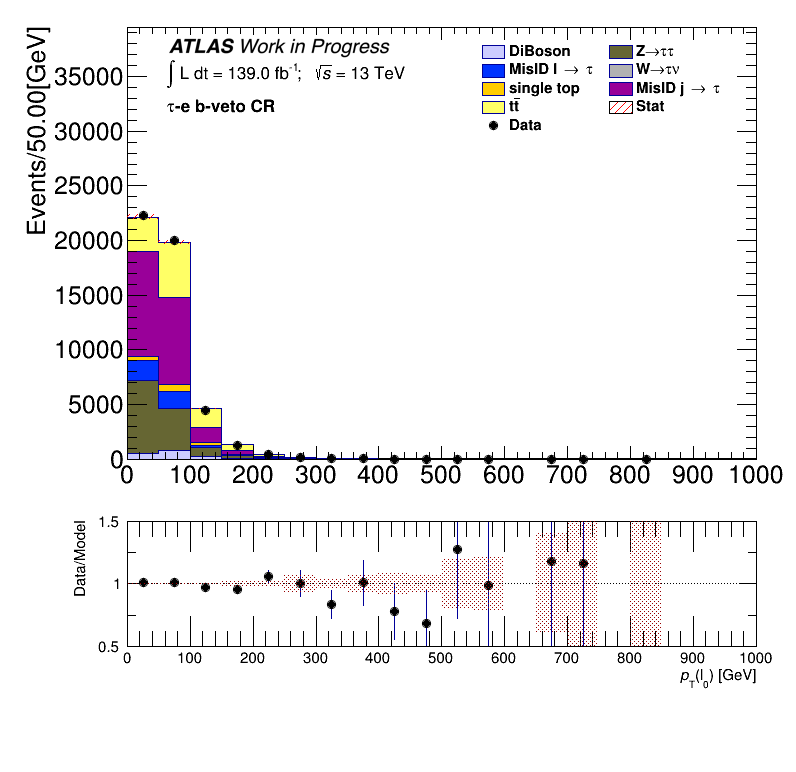 ATLAS Work in Progress
∫ L dt = 139.0 fb⁻¹; √s = 13 TeV
τ-e b-veto CR
DiBoson
MisID l → τ
single top
tt̄
Data
Z→ττ
W→τν
MisID j → τ
Stat
Events/50.00[GeV]
35000
30000
25000
20000
15000
10000
5000
0
0 100 200 300 400 500 600 700 800 900 1000
Data/Model
1.5
1
0.5
0 100 200 300 400 500 600 700 800 900 1000
p_T(l_0) [GeV]